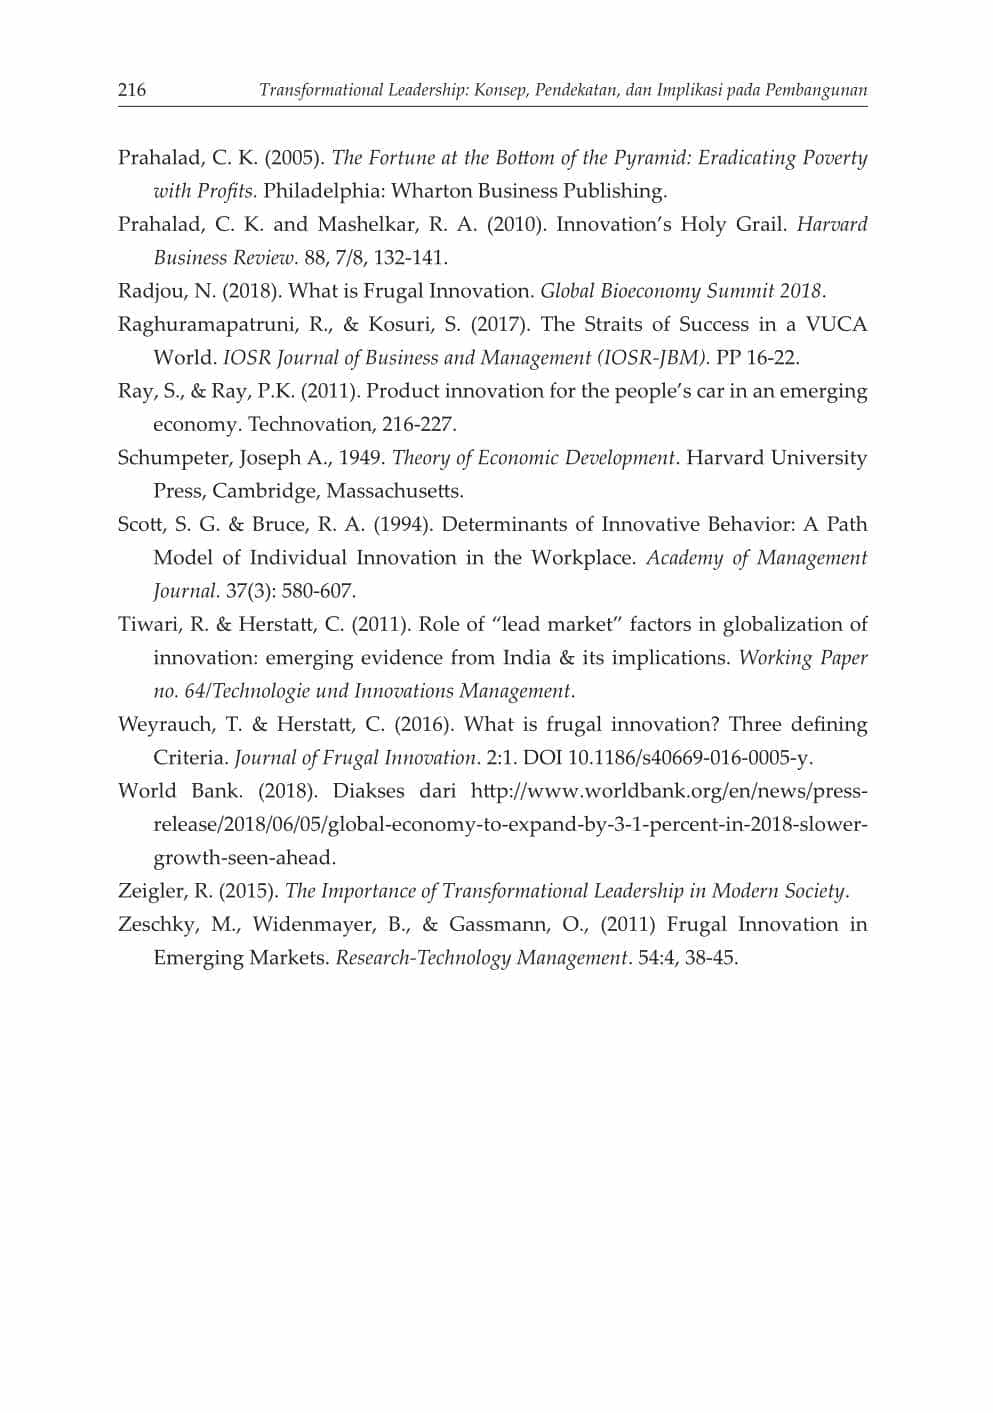 216 Transformational Leadership: Konsep, Pendekatan, dan Implikasi pada Pembangunan
Prahalad, C. K. (2005). The Fortune at the Bottom of the Pyramid: Eradicating Poverty
with Profits. Philadelphia: Wharton Business Publishing.
Prahalad, C. K. and Mashelkar, R. A. (2010). Innovation’s Holy Grail. Harvard
Business Review. 88, 7/8, 132-141.
Radjou, N. (2018). What is Frugal Innovation. Global Bioeconomy Summit 2018.
Raghuramapatruni, R., & Kosuri, S. (2017). The Straits of Success in a VUCA
World. IOSR Journal of Business and Management (IOSR-JBM). PP 16-22.
Ray, S., & Ray, P.K. (2011). Product innovation for the people’s car in an emerging
economy. Technovation, 216-227.
Schumpeter, Joseph A., 1949. Theory of Economic Development. Harvard University
Press, Cambridge, Massachusetts.
Scott, S. G. & Bruce, R. A. (1994). Determinants of Innovative Behavior: A Path
Model of Individual Innovation in the Workplace. Academy of Management
Journal. 37(3): 580-607.
Tiwari, R. & Herstatt, C. (2011). Role of “lead market” factors in globalization of
innovation: emerging evidence from India & its implications. Working Paper
no. 64/Technologie und Innovations Management.
Weyrauch, T. & Herstatt, C. (2016). What is frugal innovation? Three defining
Criteria. Journal of Frugal Innovation. 2:1. DOI 10.1186/s40669-016-0005-y.
World Bank. (2018). Diakses dari http://www.worldbank.org/en/news/press-
release/2018/06/05/global-economy-to-expand-by-3-1-percent-in-2018-slower-
growth-seen-ahead.
Zeigler, R. (2015). The Importance of Transformational Leadership in Modern Society.
Zeschky, M., Widenmayer, B., & Gassmann, O., (2011) Frugal Innovation in
Emerging Markets. Research-Technology Management. 54:4, 38-45.